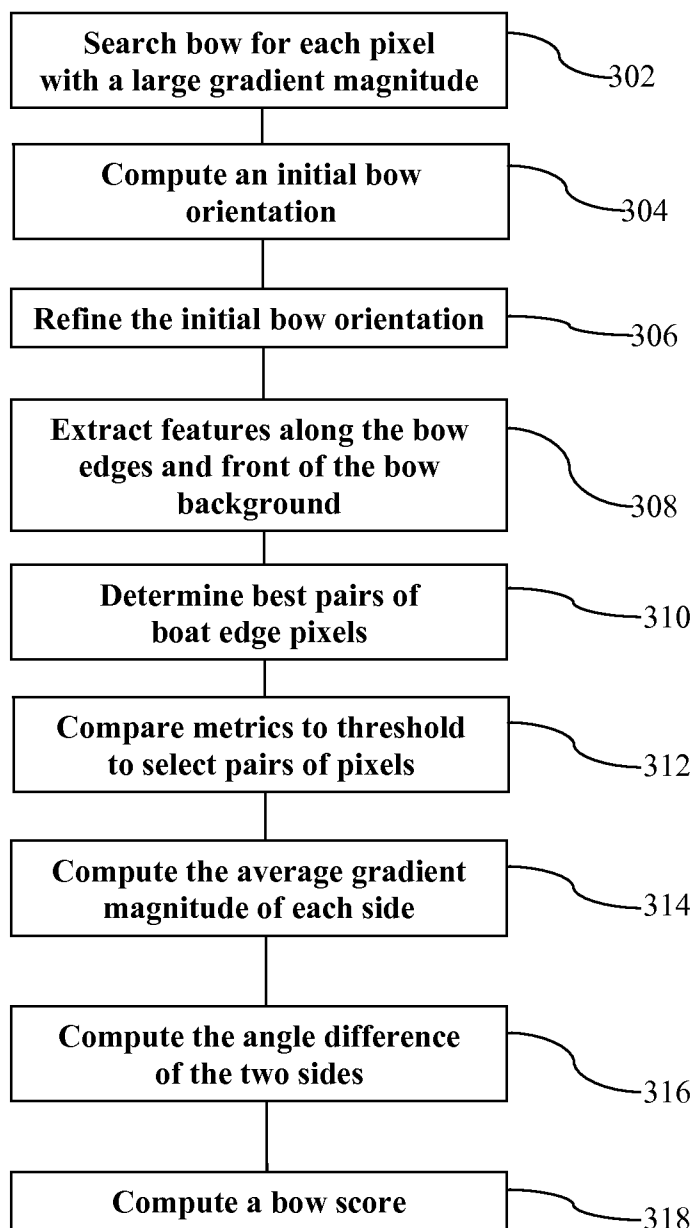 Search bow for each pixel
with a large gradient magnitude
302
Compute an initial bow
orientation
304
Refine the initial bow orientation
306
Extract features along the bow
edges and front of the bow
background
308
Determine best pairs of
boat edge pixels
310
Compare metrics to threshold
to select pairs of pixels
312
Compute the average gradient
magnitude of each side
314
Compute the angle difference
of the two sides
316
Compute a bow score
318